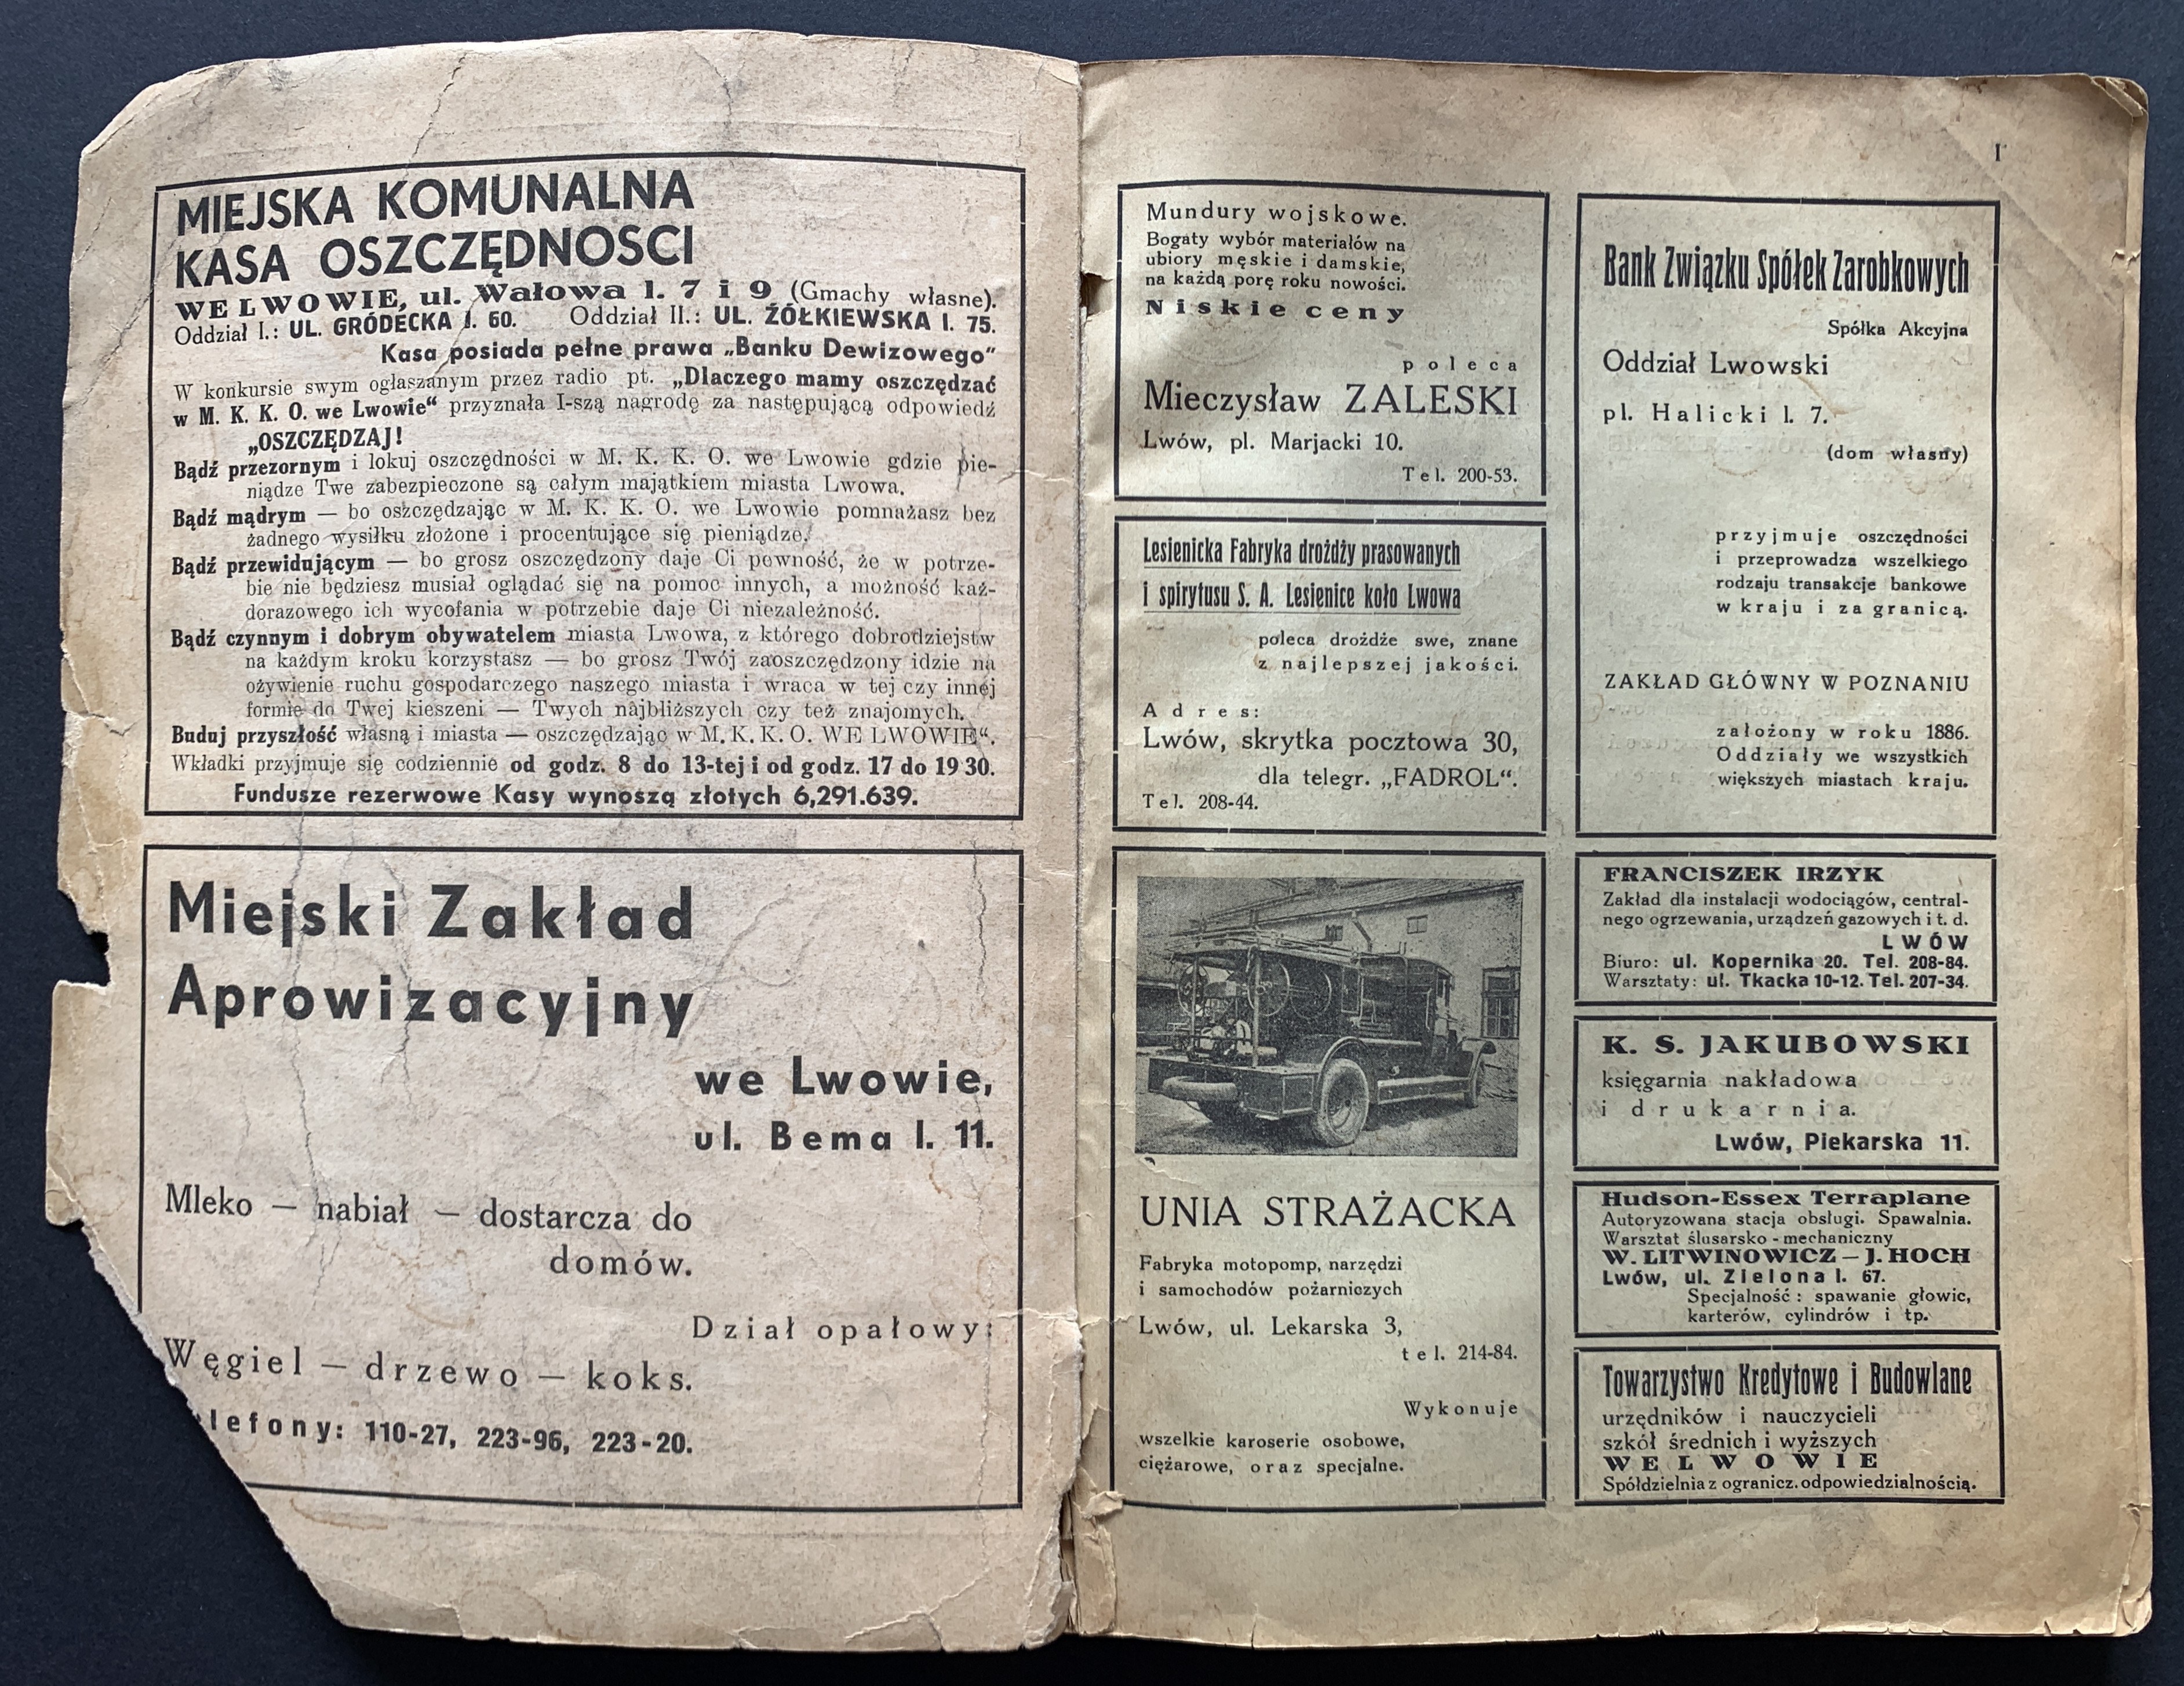 MIEJSKA KOMUNALNA
KASA OSZCZĘDNOSCI
WE LWOWIE, ul. Wałowa l. 7 i 9 (Gmachy własne).
Oddział I.: UL. GRÓDECKA l. 60. Oddział II.: UL. ŻÓŁKIEWSKA l. 75.
Kasa posiada pełne prawa „Banku Dewizowego"
W konkursie swym ogłaszanym przez radio pt. „Dlaczego mamy oszczędzać
w M. K. K. O. we Lwowie“ przyznała I-szą nagrodę za następującą odpowiedź
„OSZCZĘDZAJ!
Bądź przezornym i lokuj oszczędności w M. K. K. O. we Lwowie gdzie pie-
niądze Twe zabezpieczone są całym majątkiem miasta Lwowa.
Bądź mądrym — bo oszczędzając w M. K. K. O. we Lwowie pomnażasz bez
żadnego wysiłku złożone i procentujące się pieniądze.
Bądź przewidującym — bo grosz oszczędzony daje Ci pewność, że w potrze-
bie nie będziesz musiał oglądać się na pomoc innych, a możność każ-
dorazowego ich wycofania w potrzebie daje Ci niezależność.
Bądź czynnym i dobrym obywatelem miasta Lwowa, z którego dobrodziejstw
na każdym kroku korzystasz — bo grosz Twój zaoszczędzony idzie na
ożywienie ruchu gospodarczego naszego miasta i wraca w tej czy innej
formie do Twej kieszeni — Twych najbliższych czy też znajomych.
Buduj przyszłość własną i miasta — oszczędzając w M. K. K. O. WE LWOWIE“.
Wkładki przyjmuje się codziennie od godz. 8 do 13-tej i od godz. 17 do 19 30.
Fundusze rezerwowe Kasy wynoszą złotych 6,291.639.
Miejski Zakład
Aprowizacyjny
we Lwowie,
ul. Bema l. 11.
Mleko — nabiał — dostarcza do
domów.
Dział opałowy:
Węgiel — drzewo — koks.
lefony: 110-27, 223-96, 223-20.
I
Mundury wojskowe.
Bogaty wybór materiałów na
ubiory męskie i damskie,
na każdą porę roku nowości.
Niskie ceny
poleca
Mieczysław ZALESKI
Lwów, pl. Marjacki 10.
Tel. 200-53.
Lesienicka Fabryka drożdży prasowanych
i spirytusu S. A. Lesienice koło Lwowa
poleca drożdże swe, znane
z najlepszej jakości.
Adres:
Lwów, skrytka pocztowa 30,
dla telegr. „FADROL“.
Tel. 208-44.
UNIA STRAŻACKA
Fabryka motopomp, narzędzi
i samochodów pożarniczych
Lwów, ul. Lekarska 3,
tel. 214-84.
Wykonuje
wszelkie karoserie osobowe,
ciężarowe, oraz specjalne.
Bank Związku Spółek Zarobkowych
Spółka Akcyjna
Oddział Lwowski
pl. Halicki l. 7.
(dom własny)
przyjmuje oszczędności
i przeprowadza wszelkiego
rodzaju transakcje bankowe
w kraju i za granicą.
ZAKŁAD GŁÓWNY W POZNANIU
założony w roku 1886.
Oddziały we wszystkich
większych miastach kraju.
FRANCISZEK IRZYK
Zakład dla instalacji wodociągów, central-
nego ogrzewania, urządzeń gazowych i t. d.
LWÓW
Biuro: ul. Kopernika 20. Tel. 208-84.
Warsztaty: ul. Tkacka 10-12. Tel. 207-34.
K. S. JAKUBOWSKI
księgarnia nakładowa
i drukarnia.
Lwów, Piekarska 11.
Hudson-Essex Terraplane
Autoryzowana stacja obsługi. Spawalnia.
Warsztat ślusarsko - mechaniczny
W. LITWINOWICZ — J. HOCH
Lwów, ul. Zielona l. 67.
Specjalność: spawanie głowic,
karterów, cylindrów i tp.
Towarzystwo Kredytowe i Budowlane
urzędników i nauczycieli
szkół średnich i wyższych
WE LWOWIE
Spółdzielnia z ogranicz. odpowiedzialnością.